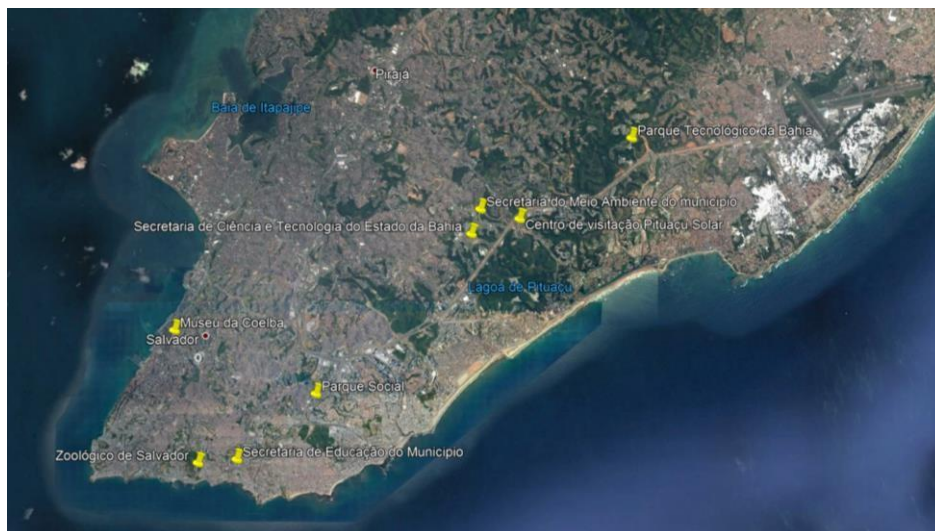 Pirajá
Baía de Itapajipe
Parque Tecnológico da Bahia
Secretaria do Meio Ambiente do município
Centro de visitação Pituaçu Solar
Secretaria de Ciência e Tecnologia do Estado da Bahia
Lagoa de Pituaçu
Museu da Coelba
Salvador
Parque Social
Zoológico de Salvador
Secretaria de Educação do Município